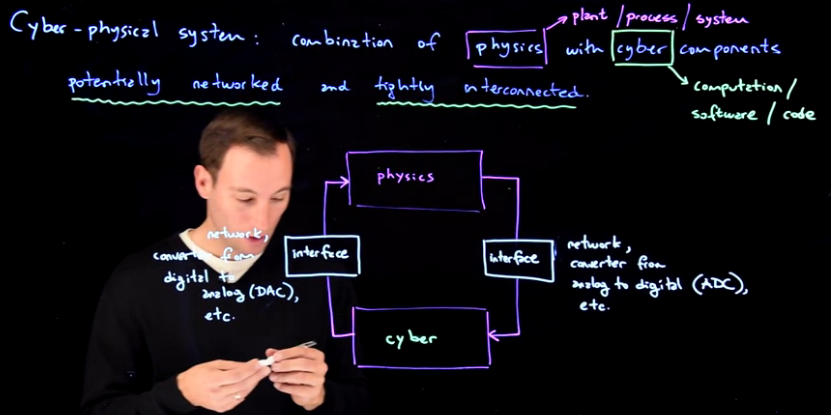 plant / process / system
Cyber-physical system: combination of physics with cyber components
potentially networked and tightly interconnected.
computation /
software / code
physics
network,
converter from
digital to
analog (DAC),
etc.
interface
interface
network,
converter from
analog to digital (ADC),
etc.
cyber